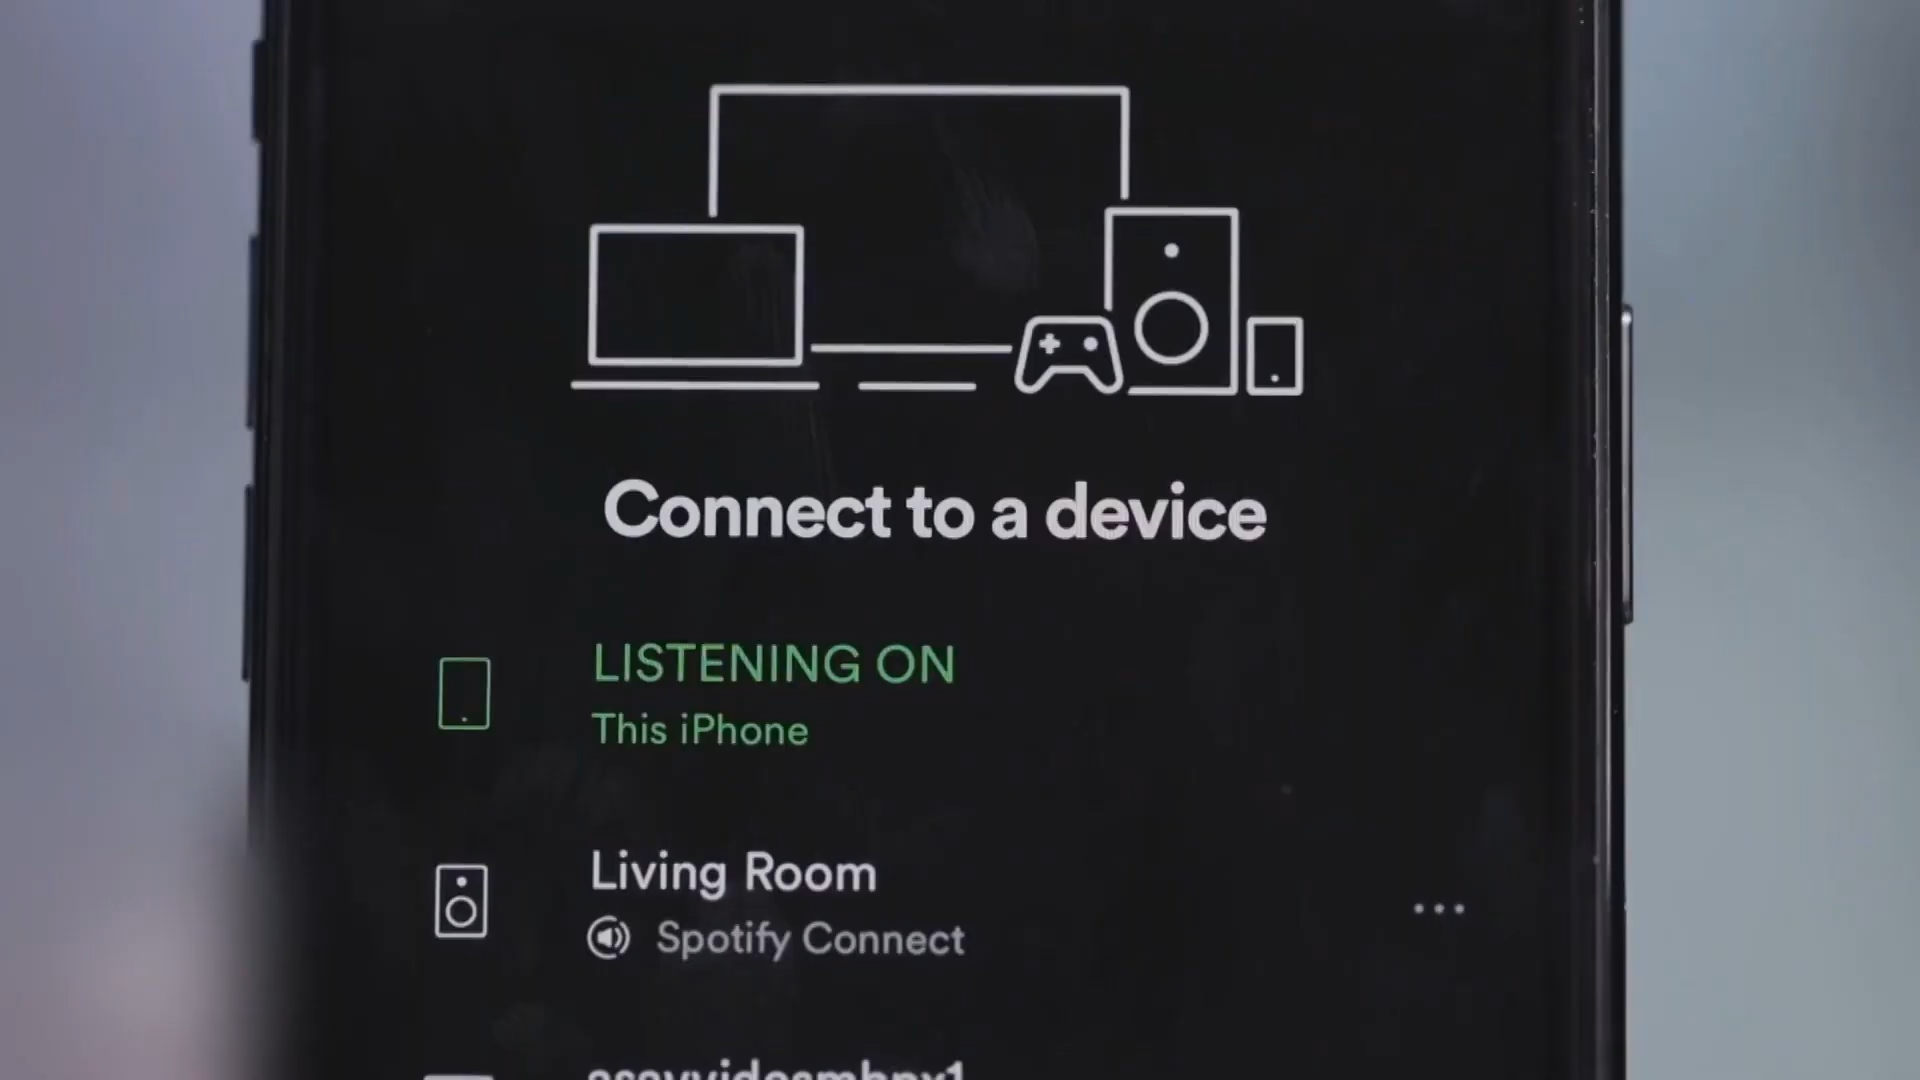 Connect to a device
LISTENING ON
This iPhone
Living Room
Spotify Connect